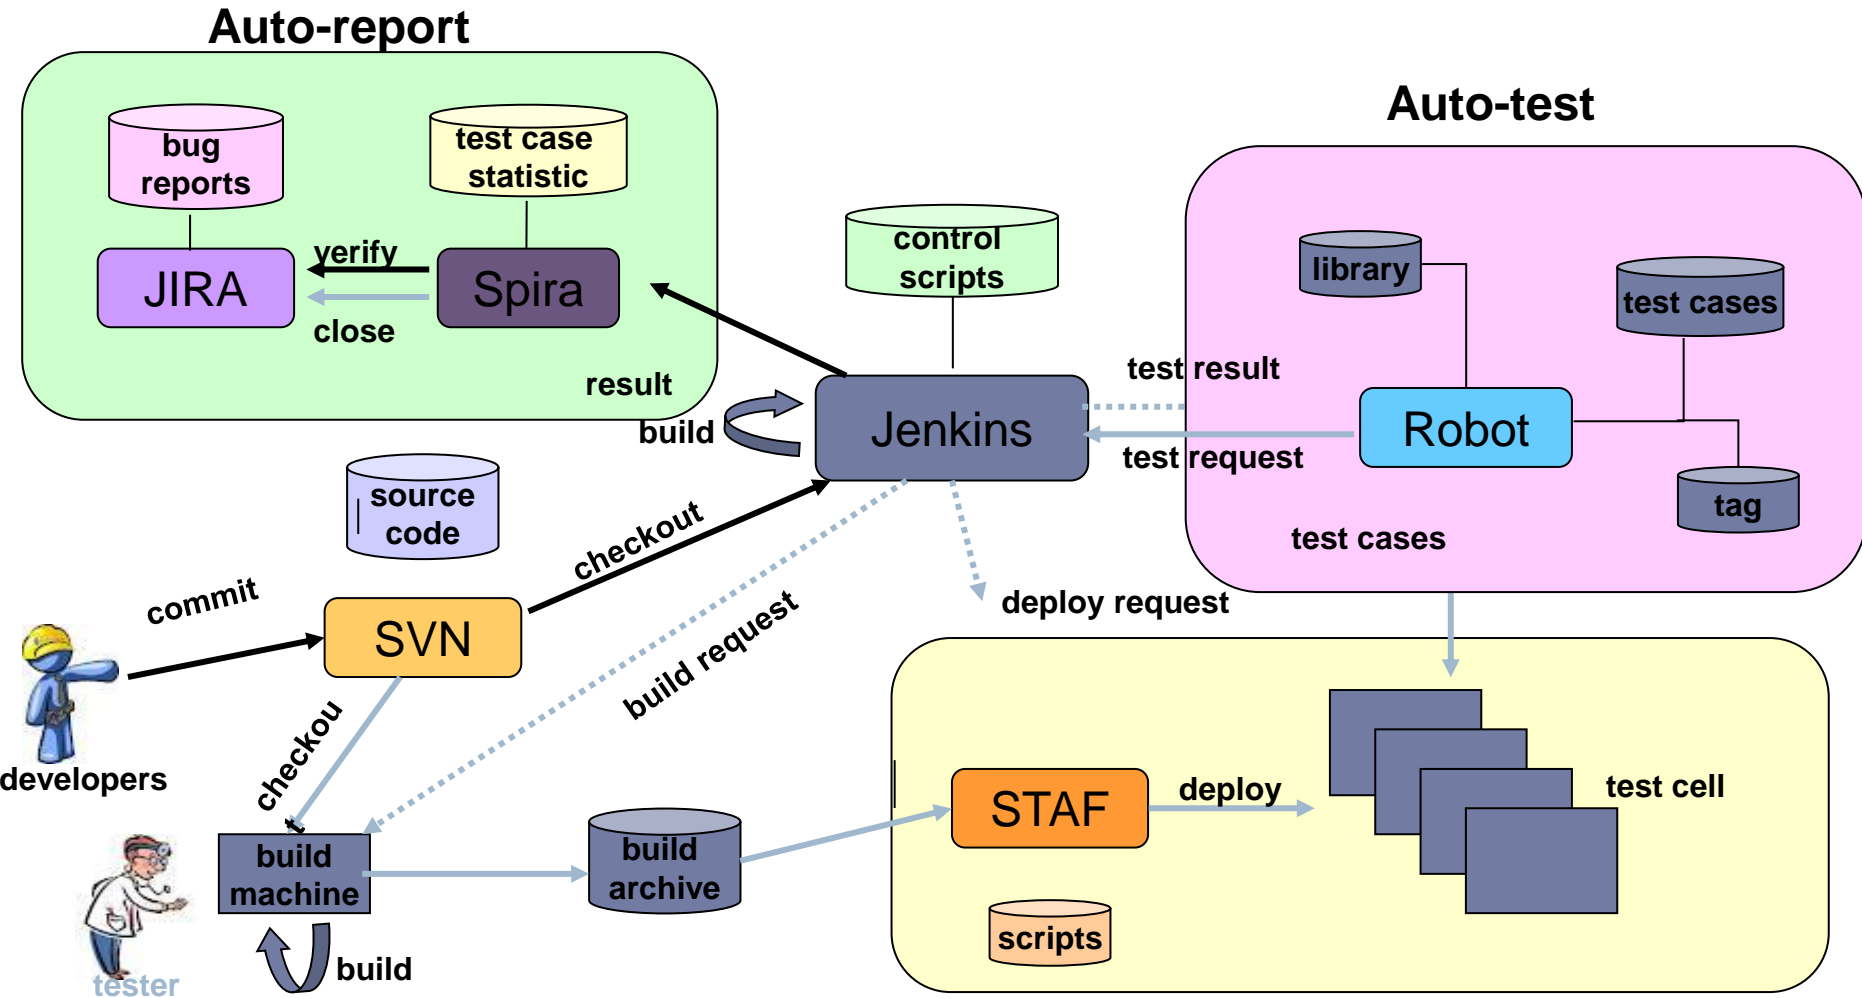 Auto-report
Auto-test
bug
reports
test case
statistic
control
scripts
library
test cases
JIRA
verify
close
Spira
result
build
Jenkins
test result
test request
Robot
tag
test cases
source
code
checkout
commit
SVN
deploy request
build request
developers
checkou
t
STAF
deploy
test cell
build
machine
build
archive
scripts
build
tester